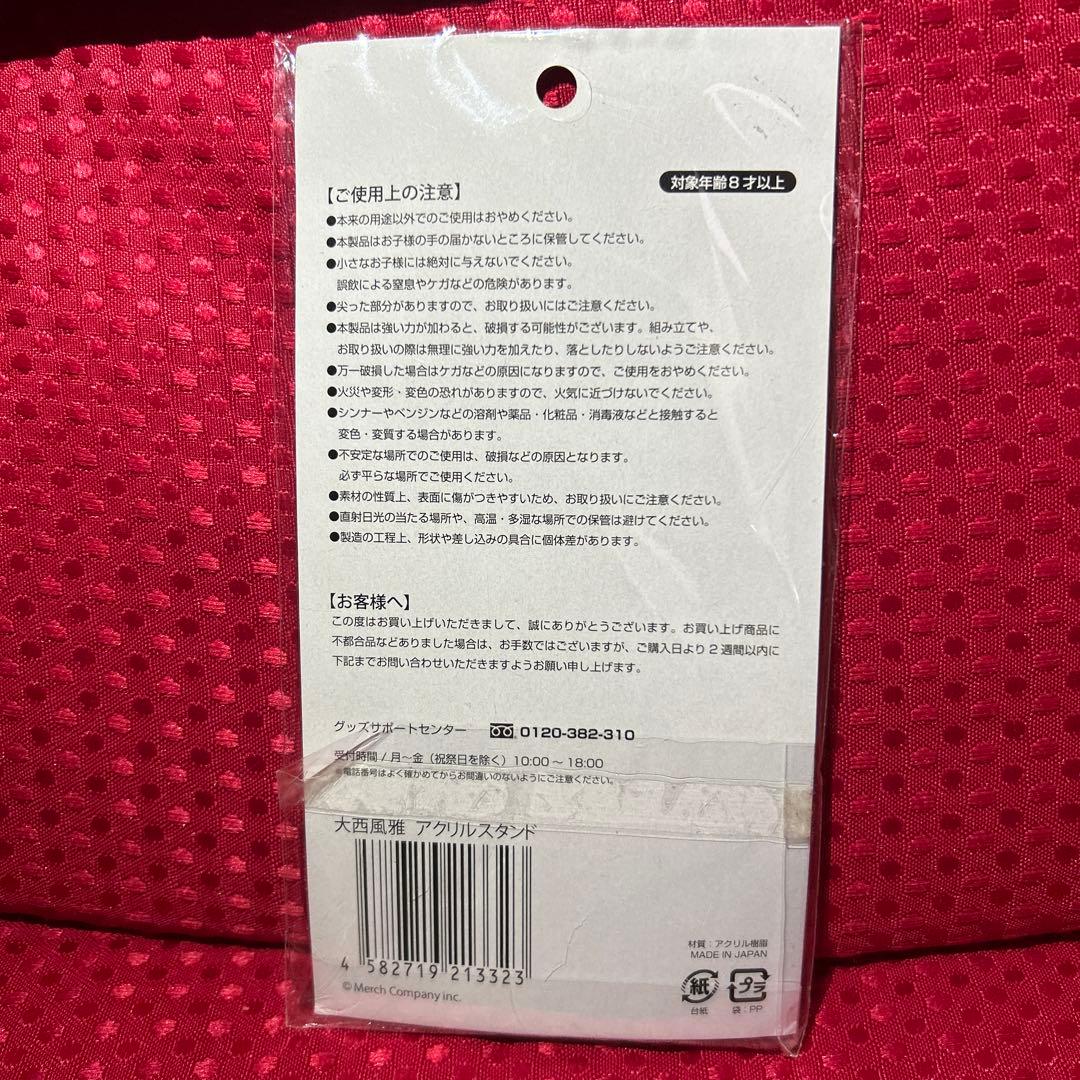 対象年齢8才以上
【ご使用上の注意】
●本来の用途以外でのご使用はおやめください。
●本製品はお子様の手の届かないところに保管してください。
●小さなお子様には絶対に与えないでください。
誤飲による窒息やケガなどの危険があります。
●尖った部分がありますので、お取り扱いにはご注意ください。
●本製品は強い力が加わると、破損する可能性がございます。組み立てや、
お取り扱いの際は無理に強い力を加えたり、落としたりしないようご注意ください。
●万一破損した場合はケガなどの原因になりますので、ご使用をおやめください。
●火災や変形・変色の恐れがありますので、火気に近づけないでください。
●シンナーやベンジンなどの溶剤や薬品・化粧品・消毒液などと接触すると
変色・変質する場合があります。
●不安定な場所でのご使用は、破損などの原因となります。
必ず平らな場所でご使用ください。
●素材の性質上、表面に傷がつきやすいため、お取り扱いにご注意ください。
●直射日光の当たる場所や、高温・多湿な場所での保管は避けてください。
●製造の工程上、形状や差し込みの具合に個体差があります。
【お客様へ】
この度はお買い上げいただきまして、誠にありがとうございます。お買い上げ商品に
不都合品などありました場合は、お手数ではございますが、ご購入日より2週間以内に
下記までお問い合わせいただきますようお願い申し上げます。
グッズサポートセンター 0120-382-310
受付時間/月〜金(祝祭日を除く)10:00〜18:00
※電話番号はよく確かめてからお間違いのないようにご注意ください。
大西風雅 アクリルスタンド
4 582719 213323
©Merch Company inc.
材質:アクリル樹脂
MADE IN JAPAN
紙 プラ
台紙 袋:PP